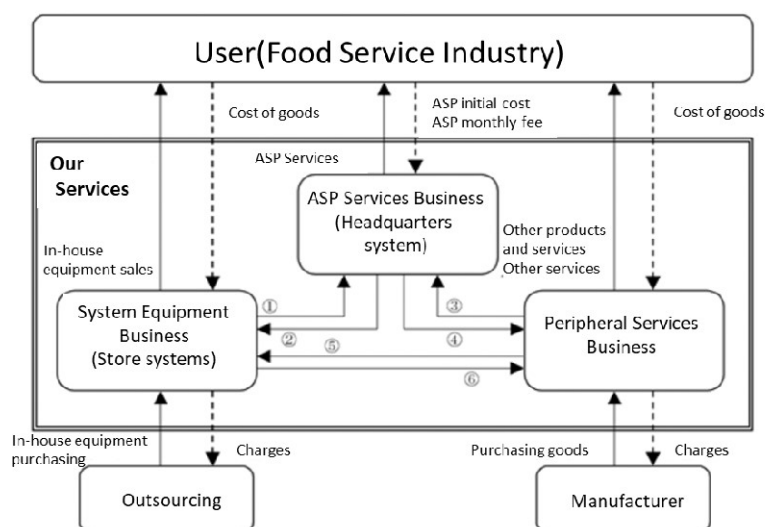 User(Food Service Industry)
Cost of goods
ASP initial cost
ASP monthly fee
Cost of goods
Our
Services
ASP Services
ASP Services Business
(Headquarters
system)
Other products
and services
Other services
In-house
equipment sales
System Equipment
Business
(Store systems)
①
②
⑤
③
④
⑥
Peripheral Services
Business
In-house equipment
purchasing
Charges
Purchasing goods
Charges
Outsourcing
Manufacturer